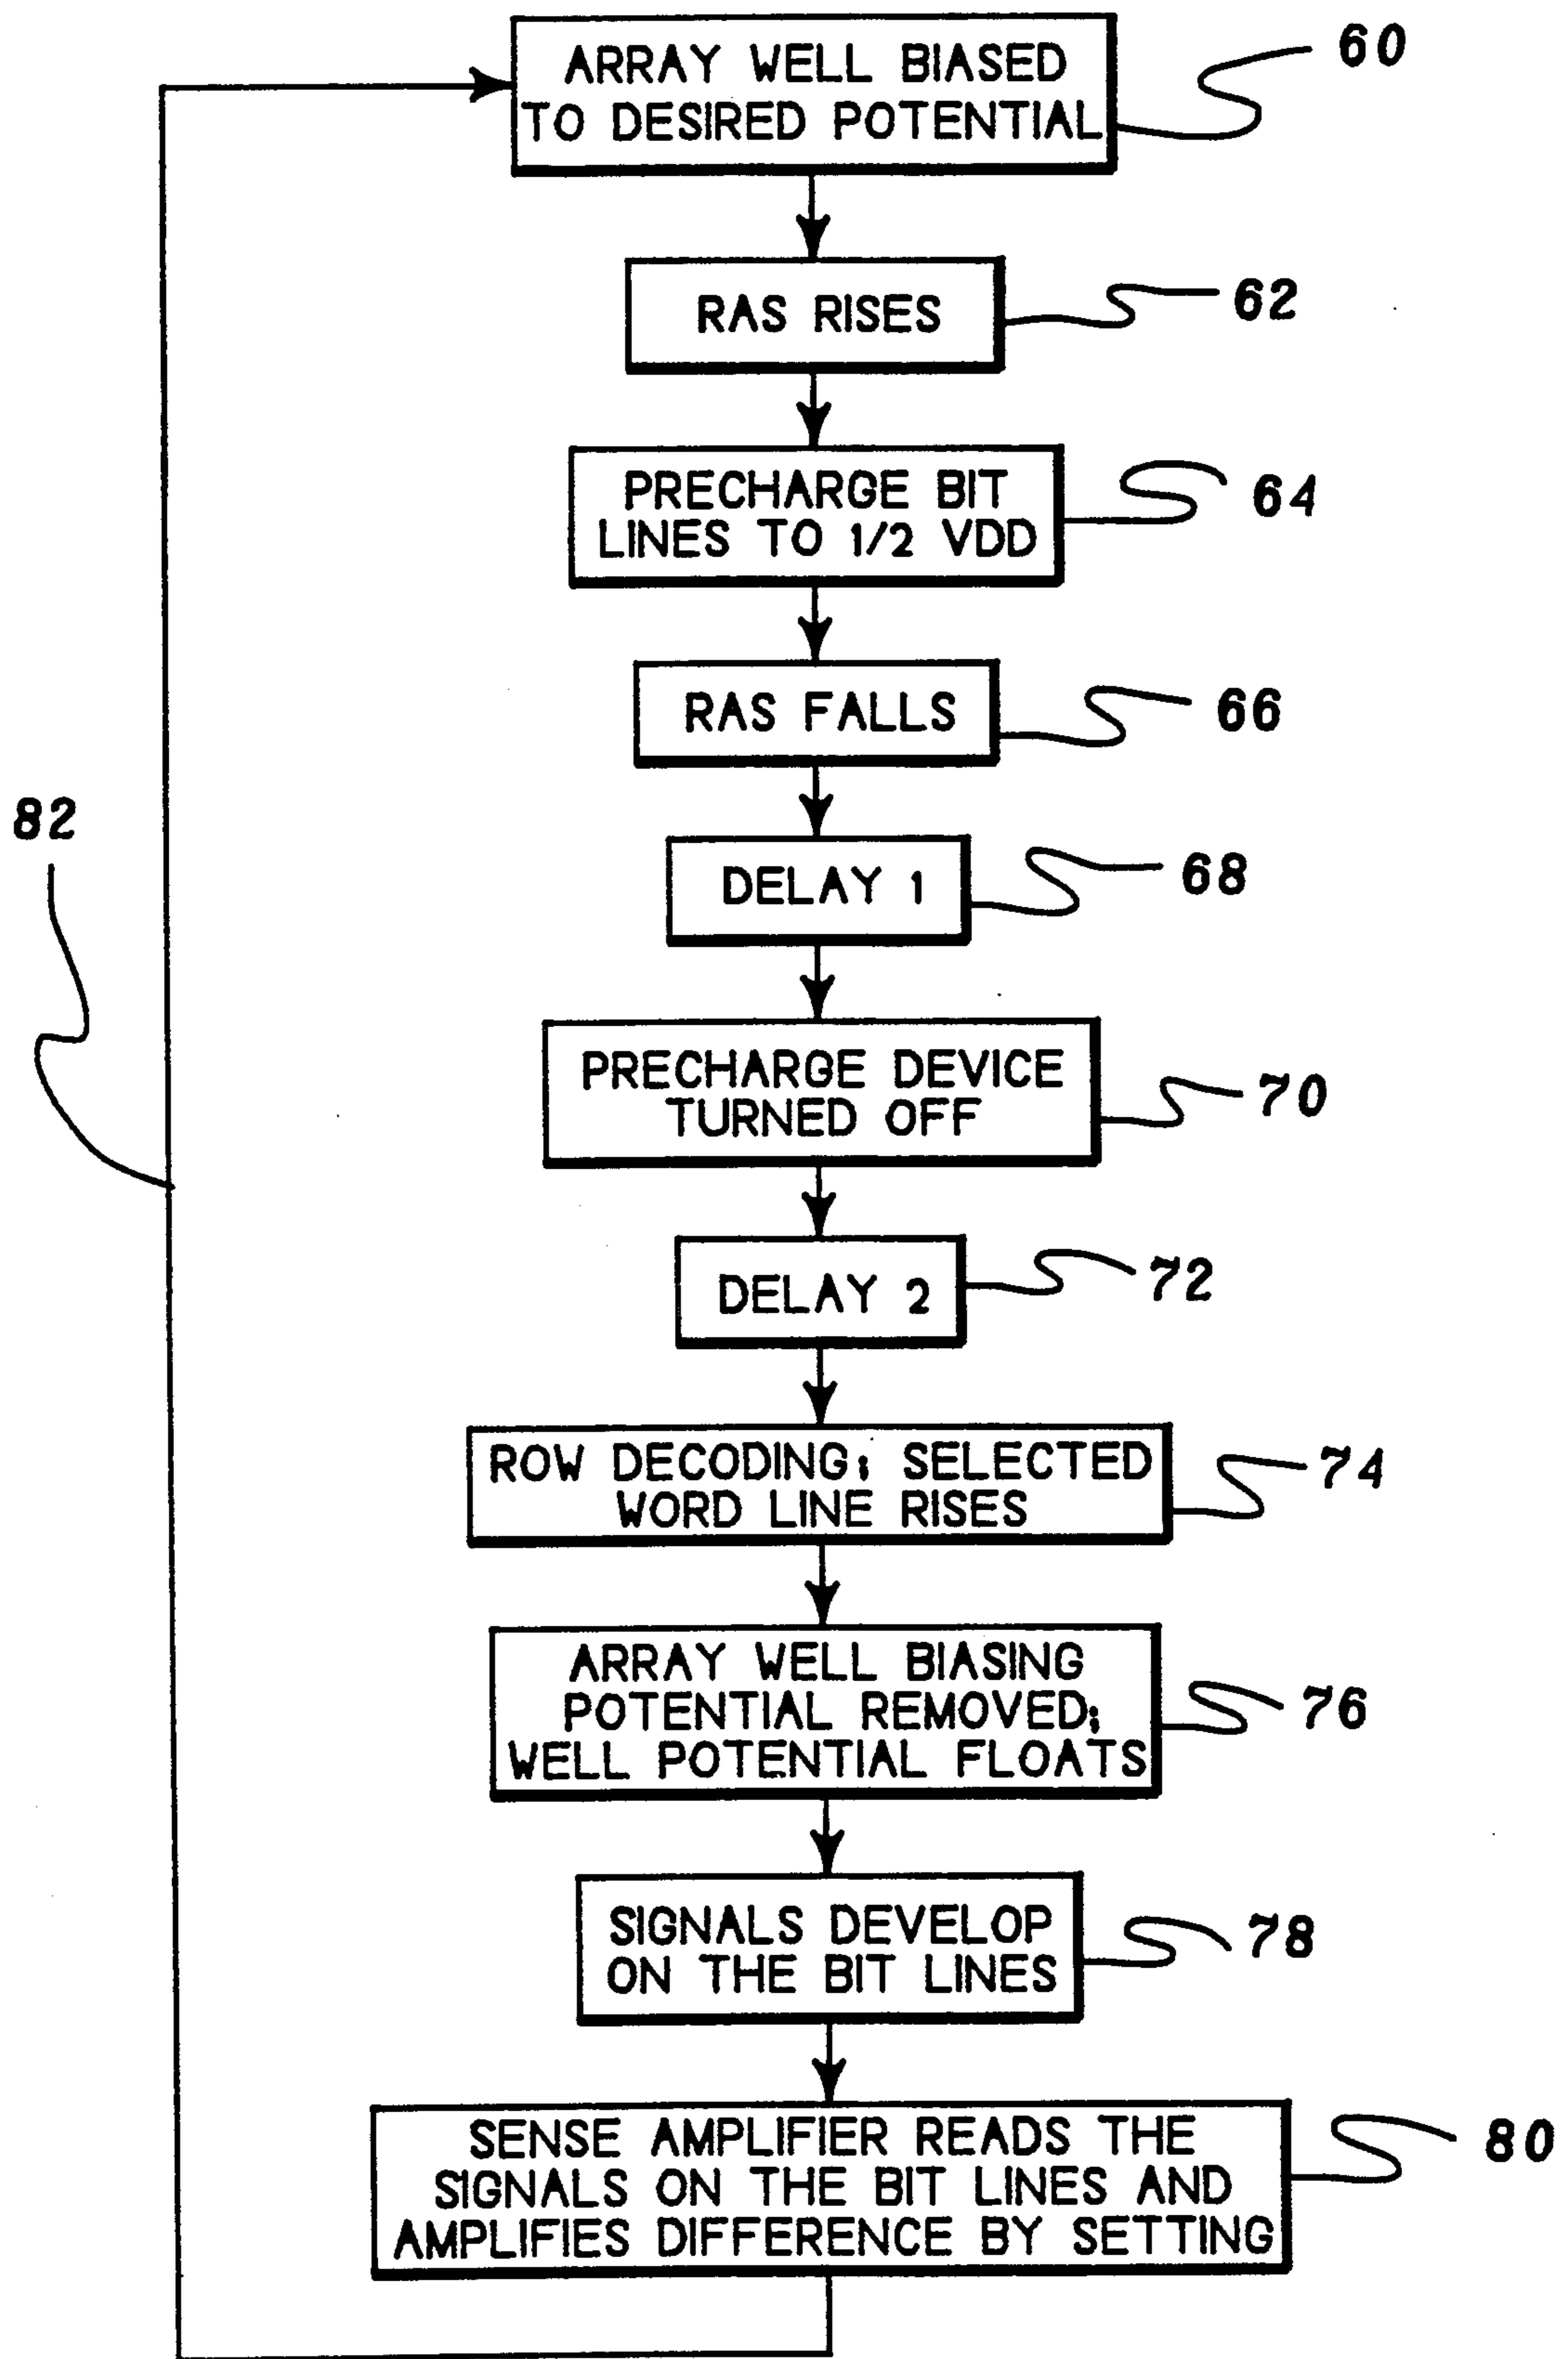 ARRAY WELL BIASED
TO DESIRED POTENTIAL
60
RAS RISES
62
PRECHARGE BIT
LINES TO 1/2 VDD
64
RAS FALLS
66
82
DELAY 1
68
PRECHARGE DEVICE
TURNED OFF
70
DELAY 2
72
ROW DECODING; SELECTED
WORD LINE RISES
74
ARRAY WELL BIASING
POTENTIAL REMOVED;
WELL POTENTIAL FLOATS
76
SIGNALS DEVELOP
ON THE BIT LINES
78
SENSE AMPLIFIER READS THE
SIGNALS ON THE BIT LINES AND
AMPLIFIES DIFFERENCE BY SETTING
80